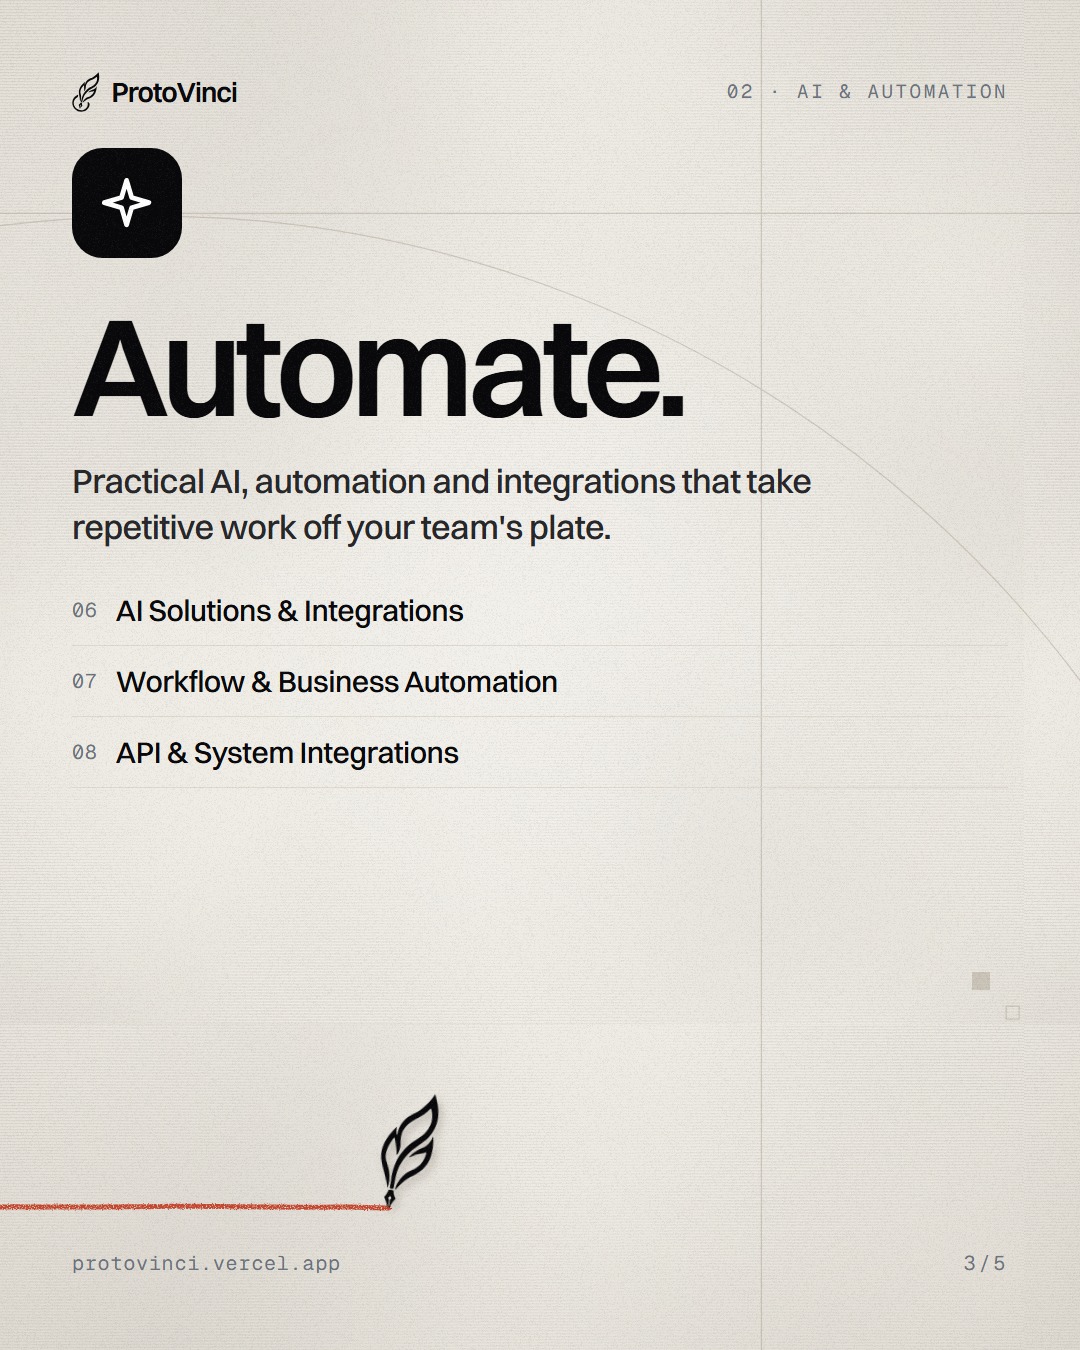 ProtoVinci
02 · AI & AUTOMATION
Automate.
Practical AI, automation and integrations that take
repetitive work off your team's plate.
06 AI Solutions & Integrations
07 Workflow & Business Automation
08 API & System Integrations
protovinci.vercel.app
3/5